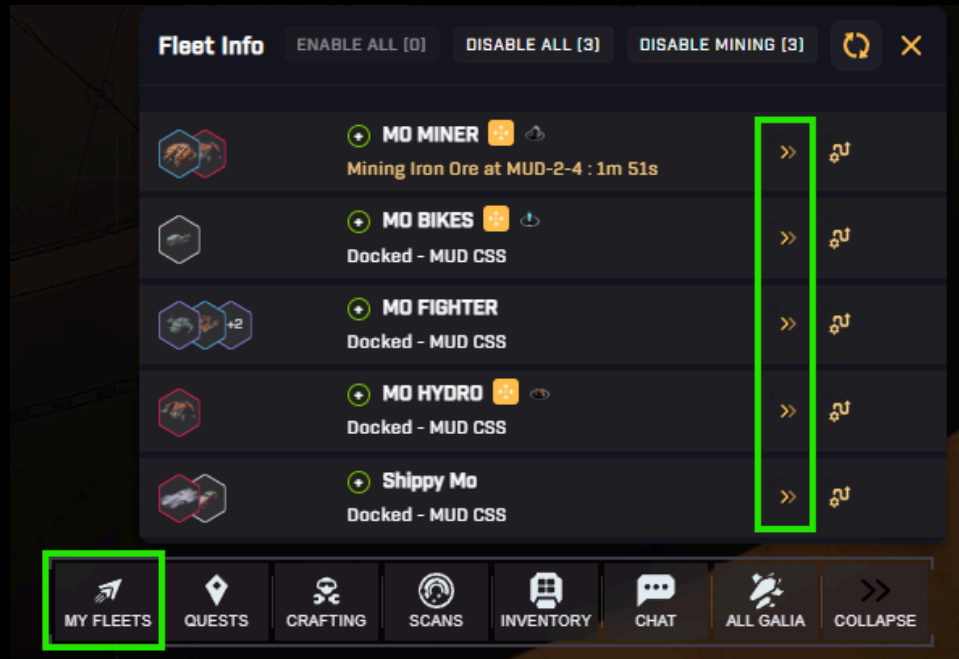 Fleet Info ENABLE ALL [0] DISABLE ALL [3] DISABLE MINING [3]
MO MINER
Mining Iron Ore at MUD-2-4 : 1m 51s
MO BIKES
Docked - MUD CSS
+2
MO FIGHTER
Docked - MUD CSS
MO HYDRO
Docked - MUD CSS
Shippy Mo
Docked - MUD CSS
MY FLEETS QUESTS CRAFTING SCANS INVENTORY CHAT ALL GALIA COLLAPSE